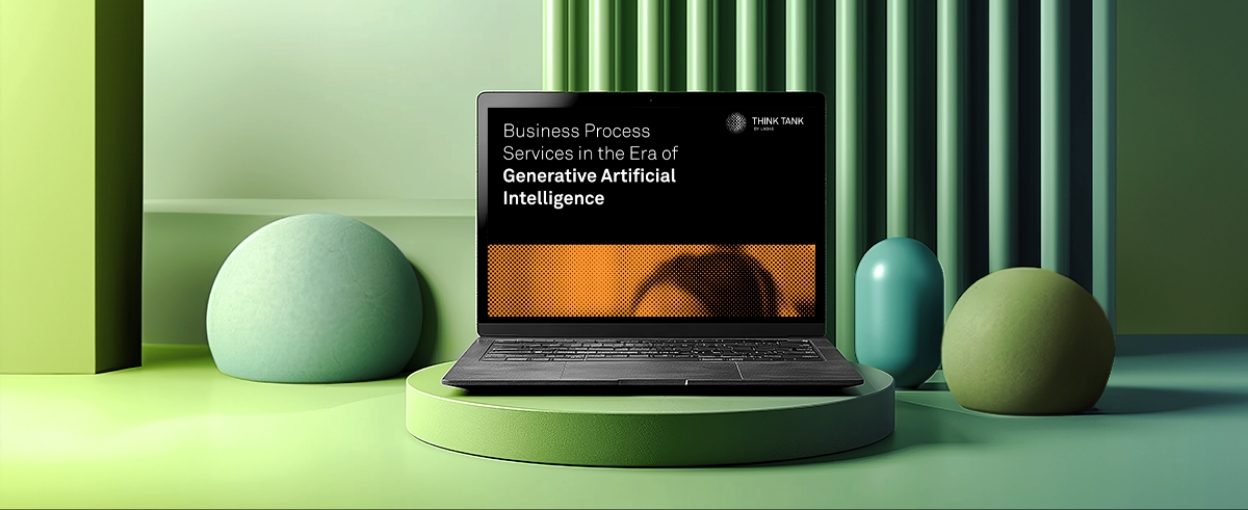 Business Process
Services in the Era of
Generative Artificial
Intelligence
THINK TANK